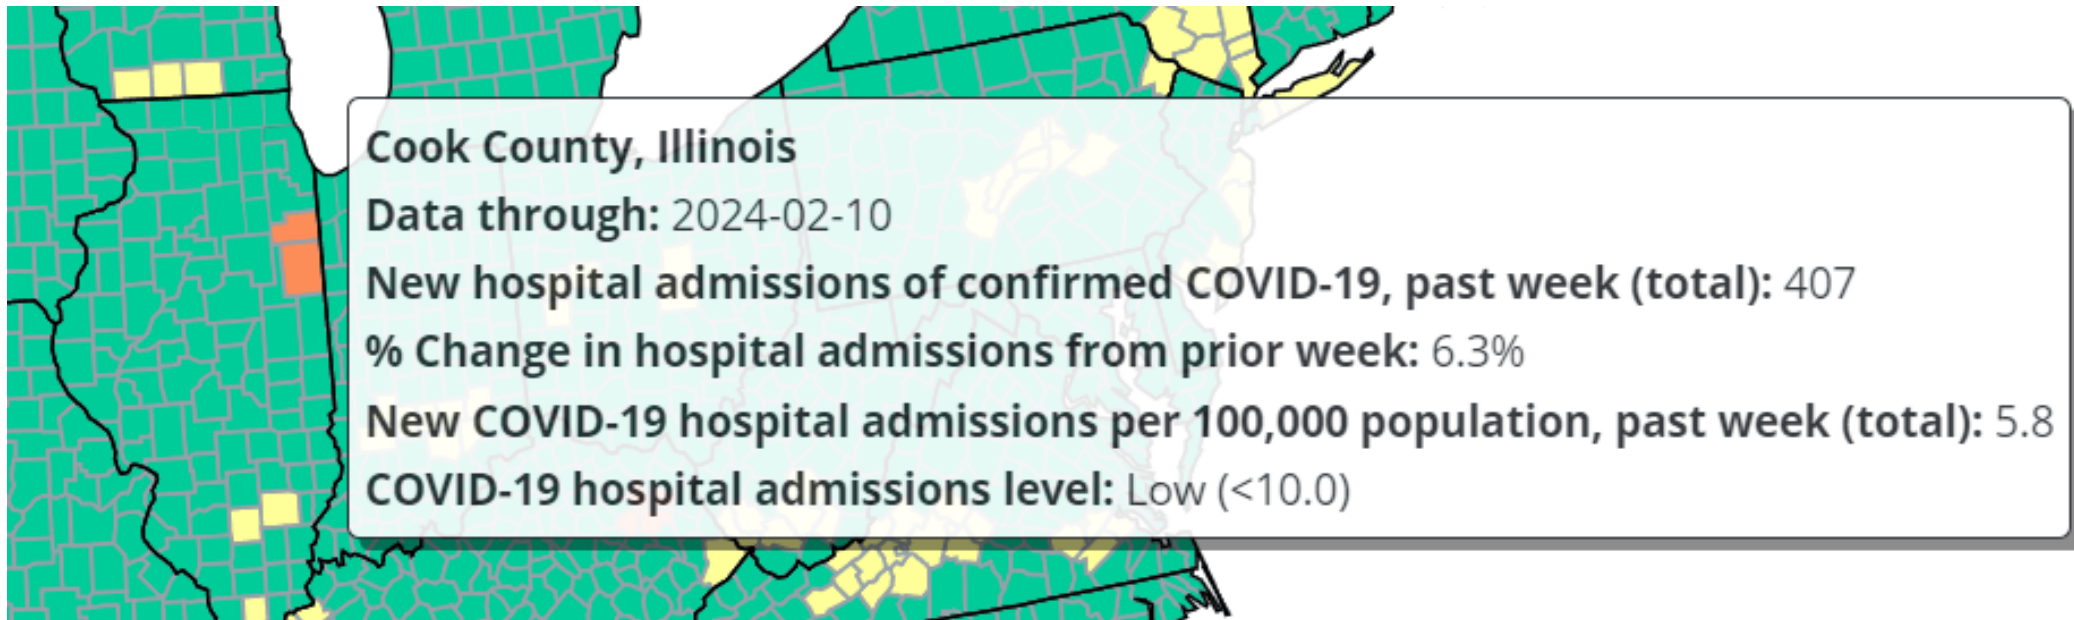 Cook County, Illinois
Data through: 2024-02-10
New hospital admissions of confirmed COVID-19, past week (total): 407
% Change in hospital admissions from prior week: 6.3%
New COVID-19 hospital admissions per 100,000 population, past week (total): 5.8
COVID-19 hospital admissions level: Low (<10.0)